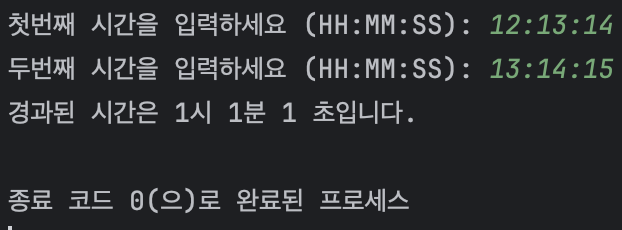 첫번째 시간을 입력하세요 (HH:MM:SS): 12:13:14
두번째 시간을 입력하세요 (HH:MM:SS): 13:14:15
경과된 시간은 1시 1분 1 초입니다.
종료 코드 0(으)로 완료된 프로세스